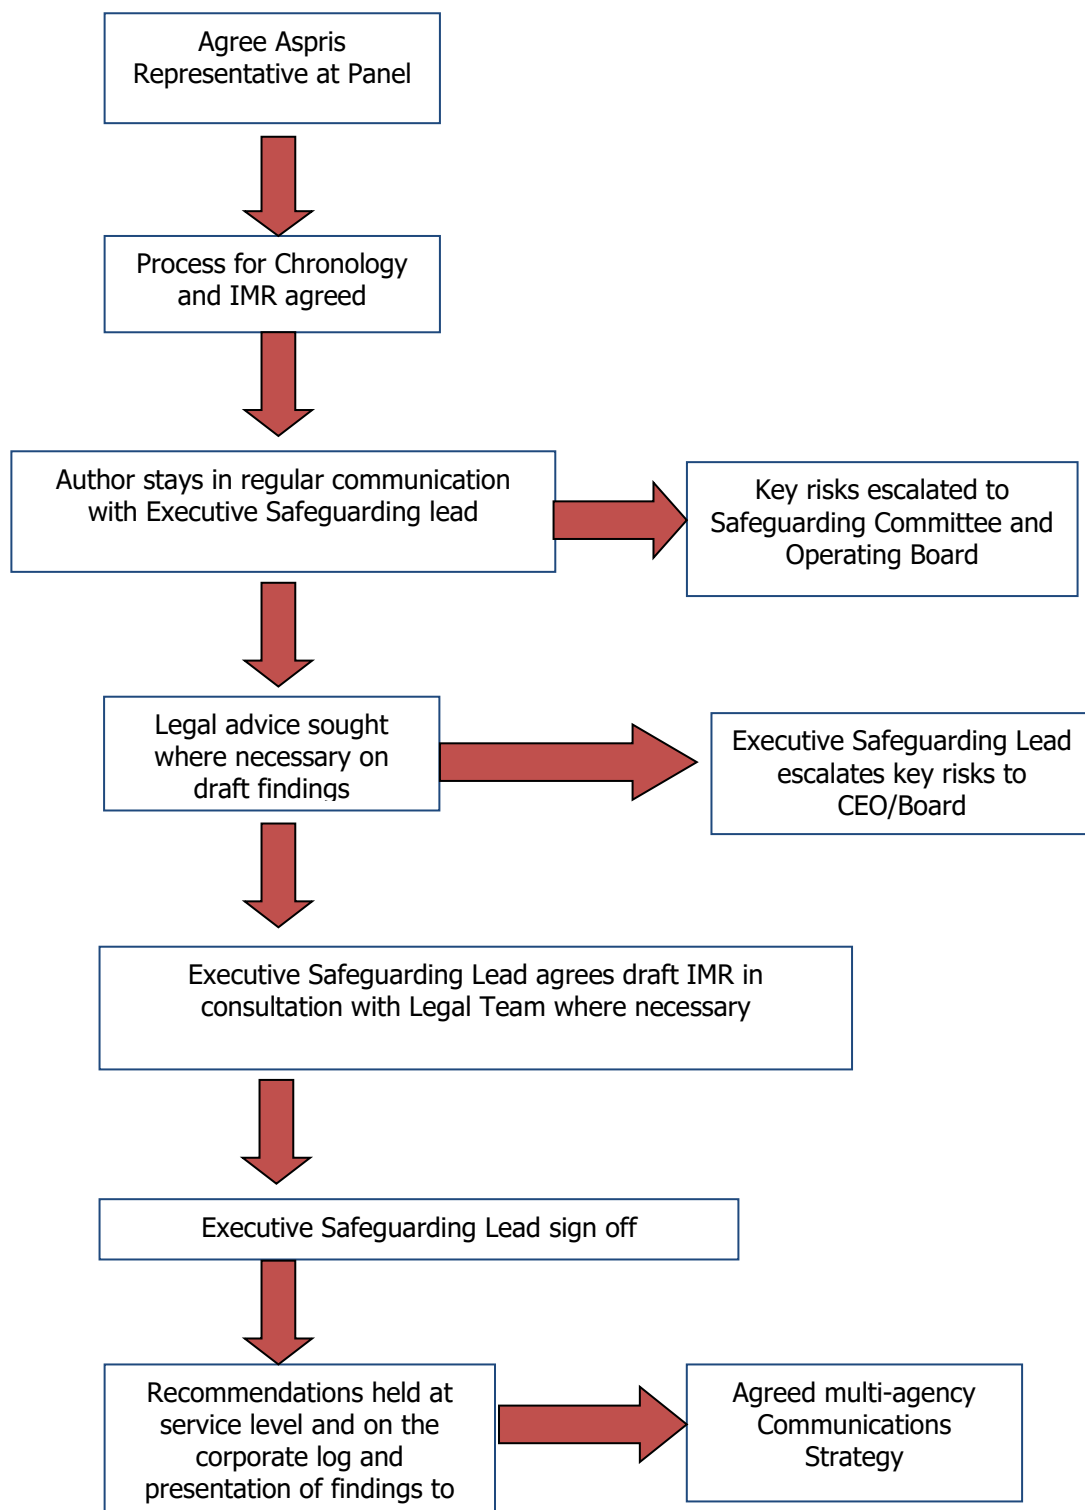 Agree Aspris
Representative at Panel
Process for Chronology
and IMR agreed
Author stays in regular communication
with Executive Safeguarding lead
Key risks escalated to
Safeguarding Committee and
Operating Board
Legal advice sought
where necessary on
draft findings
Executive Safeguarding Lead
escalates key risks to
CEO/Board
Executive Safeguarding Lead agrees draft IMR in
consultation with Legal Team where necessary
Executive Safeguarding Lead sign off
Recommendations held at
service level and on the
corporate log and
presentation of findings to
Agreed multi-agency
Communications
Strategy